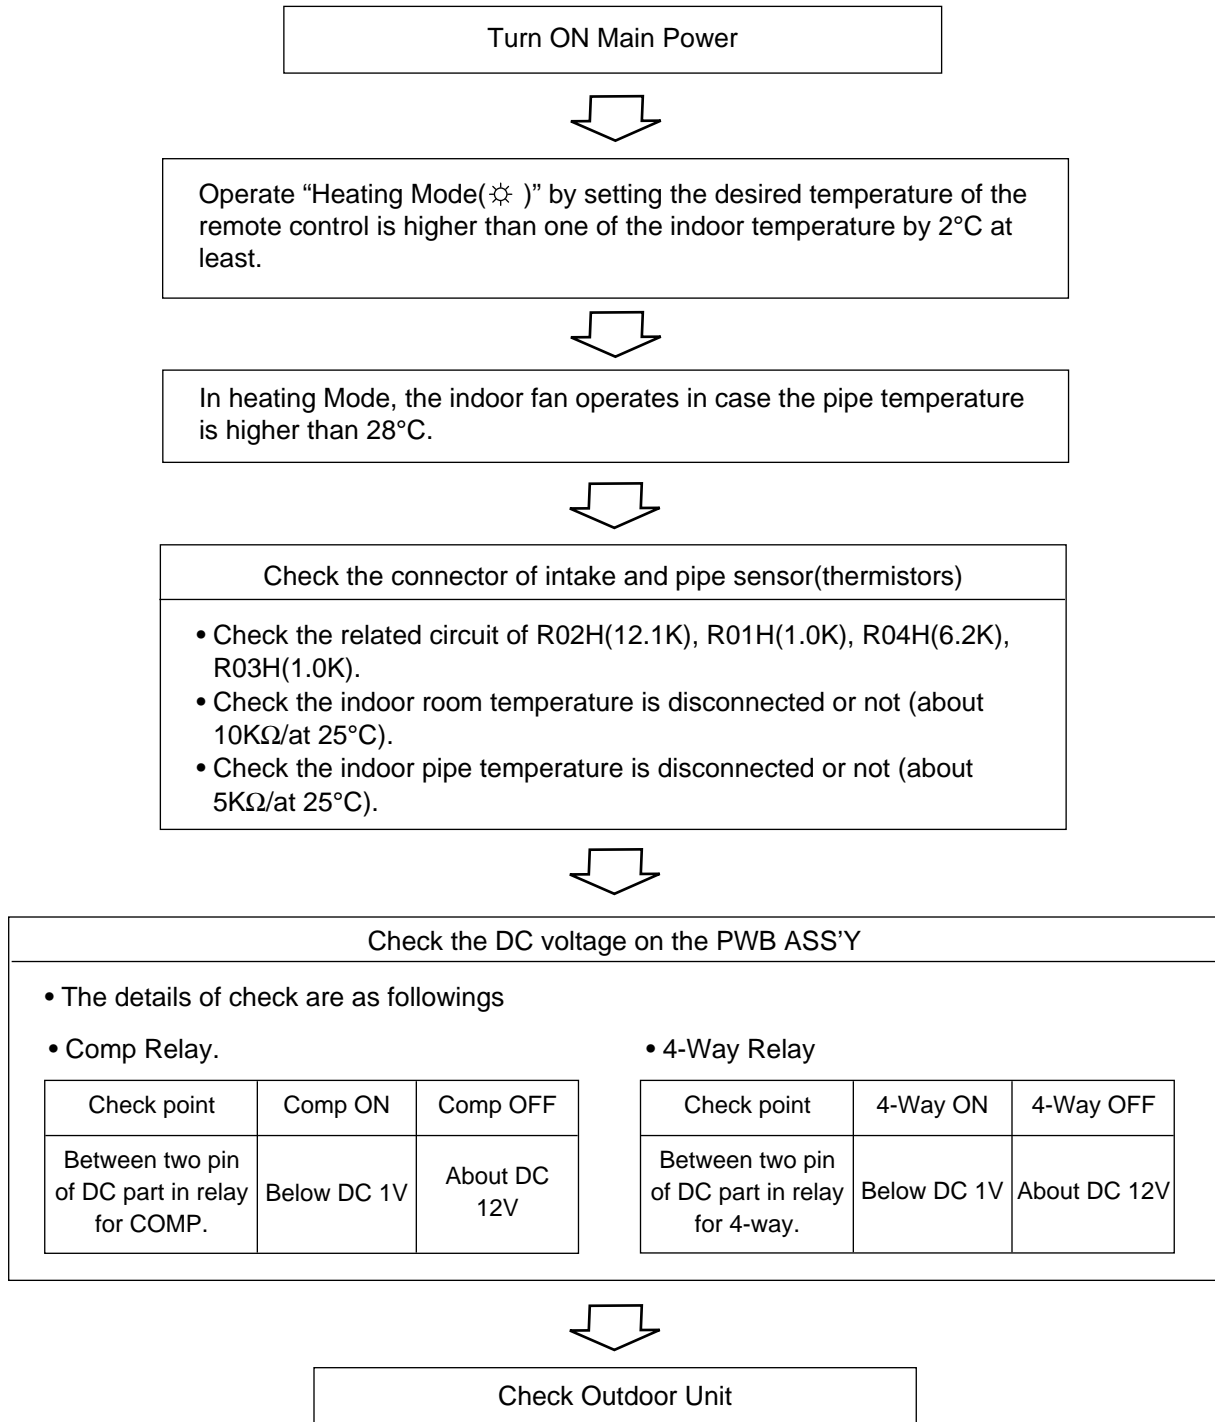 Turn ON Main Power
Operate “Heating Mode(☼ )” by setting the desired temperature of the
remote control is higher than one of the indoor temperature by 2°C at
least.
In heating Mode, the indoor fan operates in case the pipe temperature
is higher than 28°C.
Check the connector of intake and pipe sensor(thermistors)
• Check the related circuit of R02H(12.1K), R01H(1.0K), R04H(6.2K),
R03H(1.0K).
• Check the indoor room temperature is disconnected or not (about
10KΩ/at 25°C).
• Check the indoor pipe temperature is disconnected or not (about
5KΩ/at 25°C).
Check the DC voltage on the PWB ASS’Y
• The details of check are as followings
• Comp Relay.
Check point Comp ON Comp OFF
Between two pin
of DC part in relay
for COMP.
Below DC 1V
About DC
12V
• 4-Way Relay
Check point 4-Way ON 4-Way OFF
Between two pin
of DC part in relay
for 4-way.
Below DC 1V About DC 12V
Check Outdoor Unit